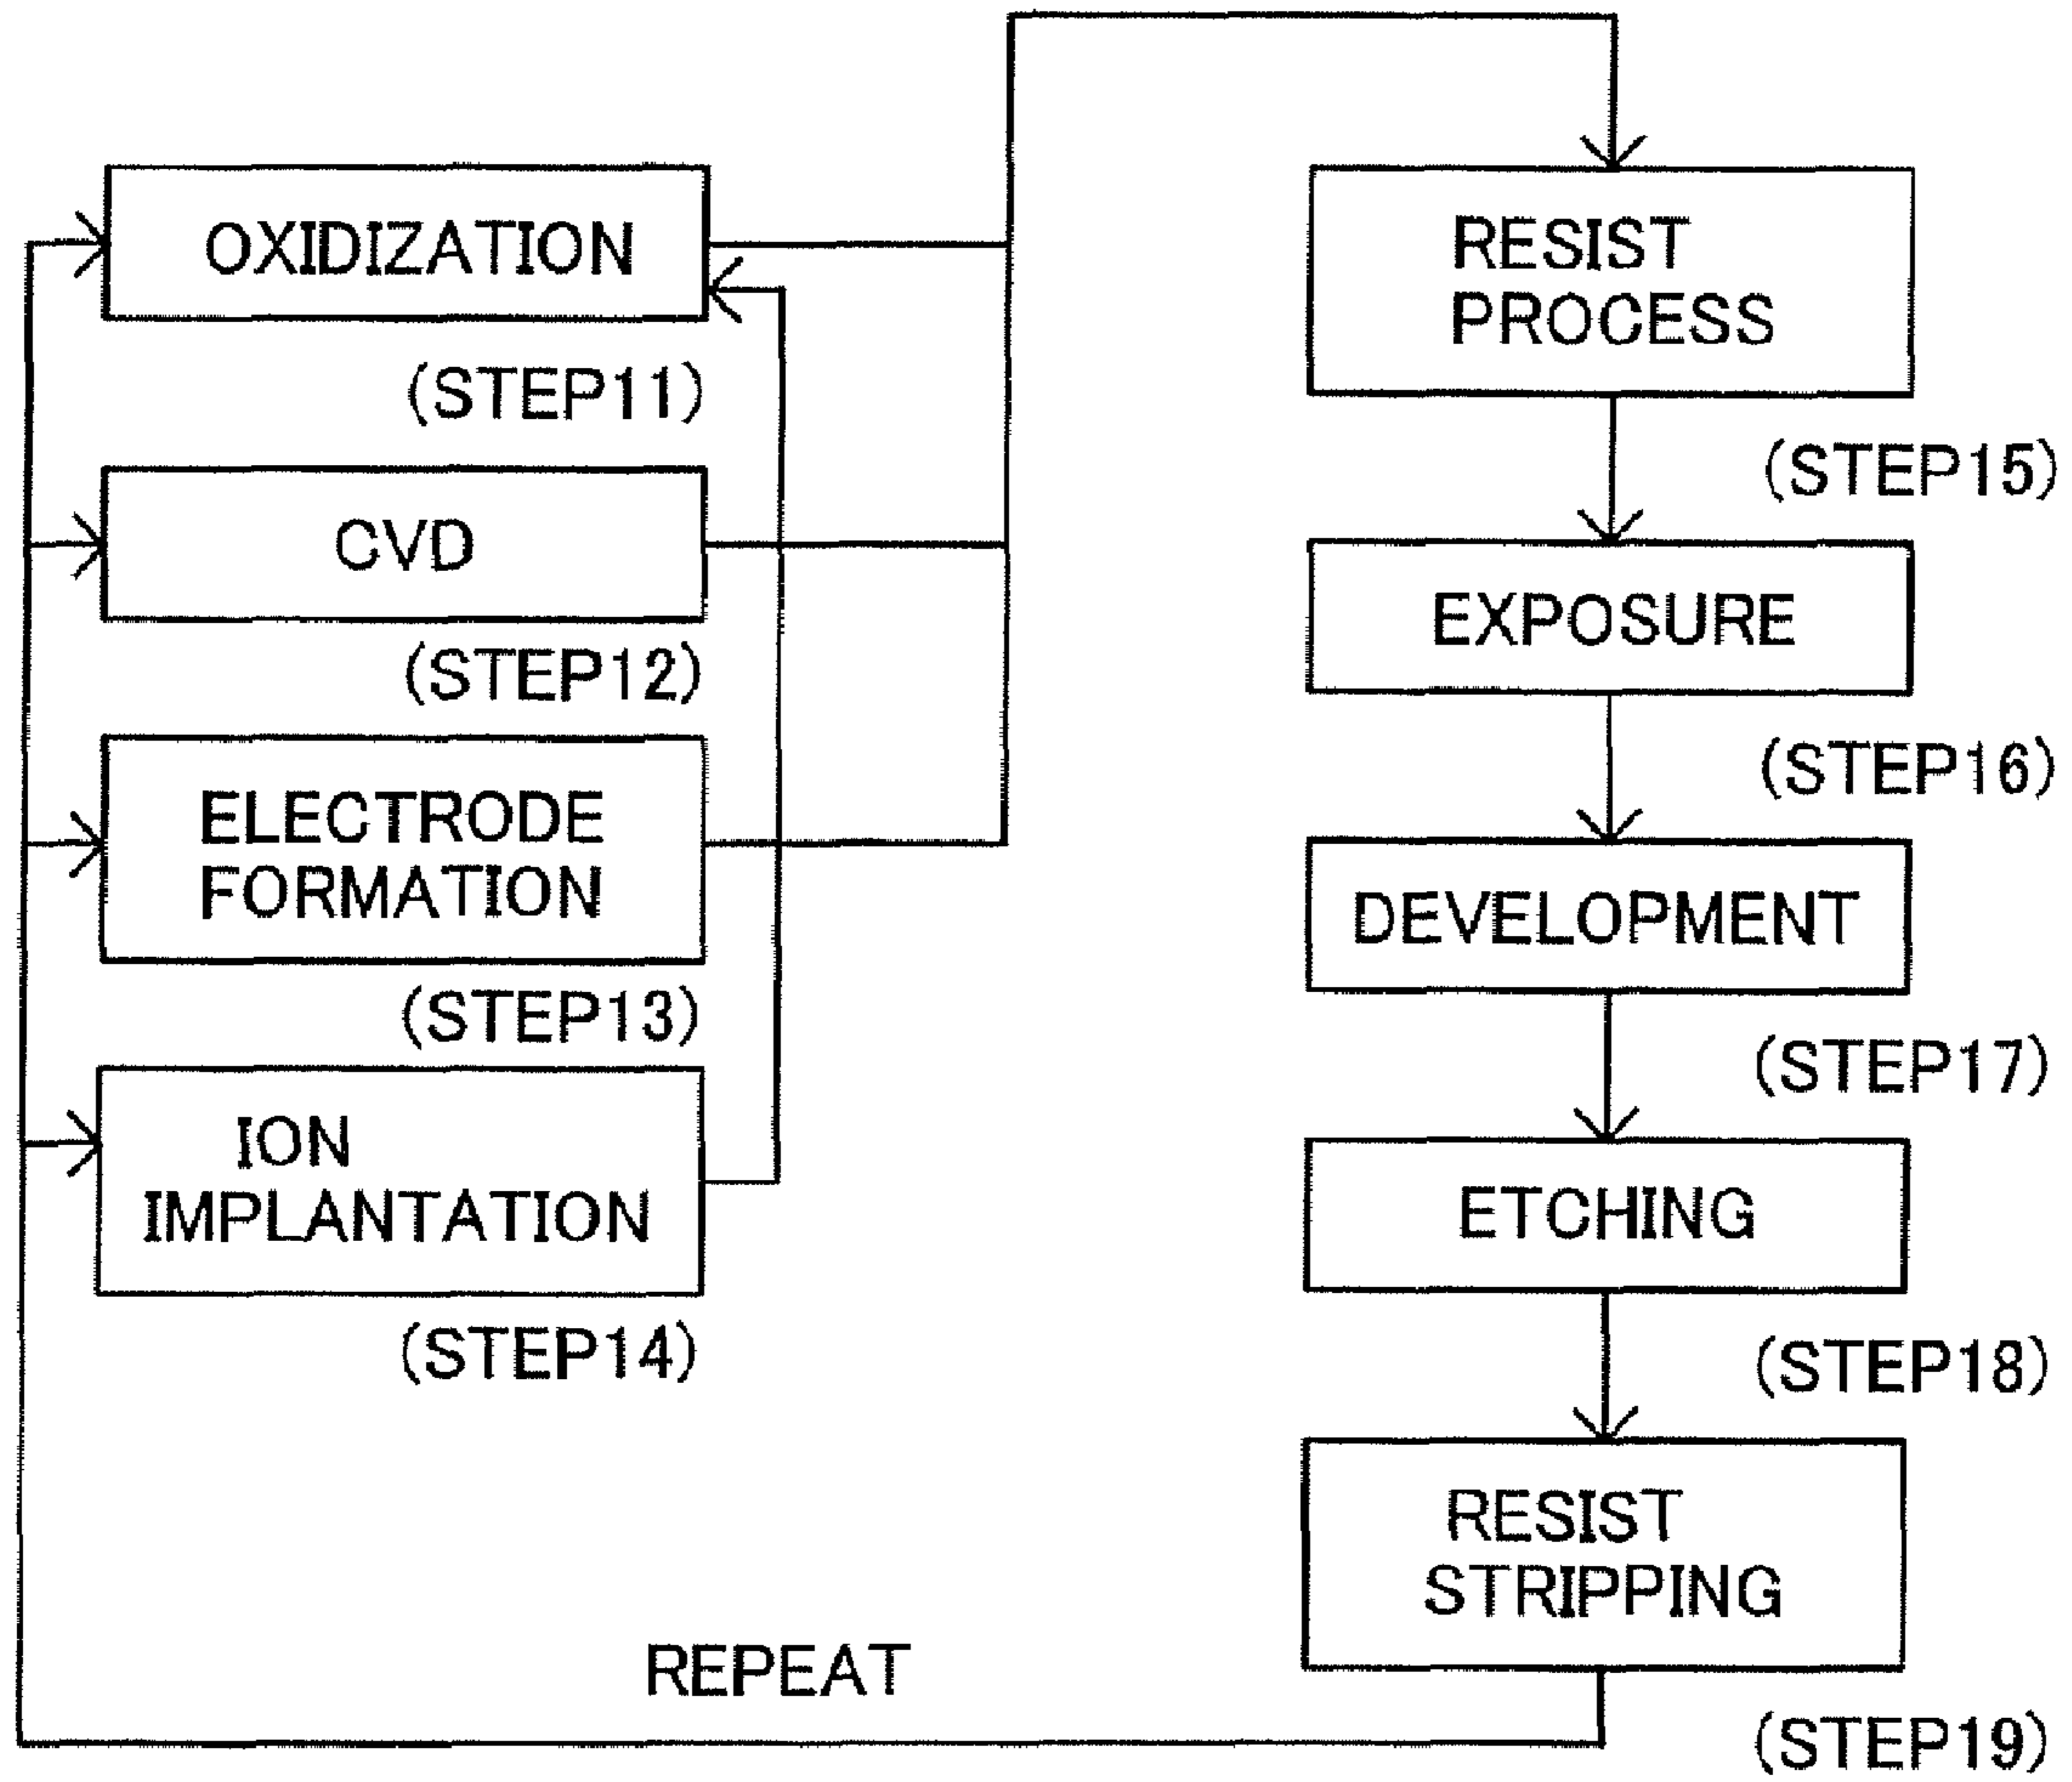 OXIDIZATION
(STEP11)
CVD
(STEP12)
ELECTRODE
FORMATION
(STEP13)
ION
IMPLANTATION
(STEP14)
RESIST
PROCESS
(STEP15)
EXPOSURE
(STEP16)
DEVELOPMENT
(STEP17)
ETCHING
(STEP18)
RESIST
STRIPPING
(STEP19)
REPEAT